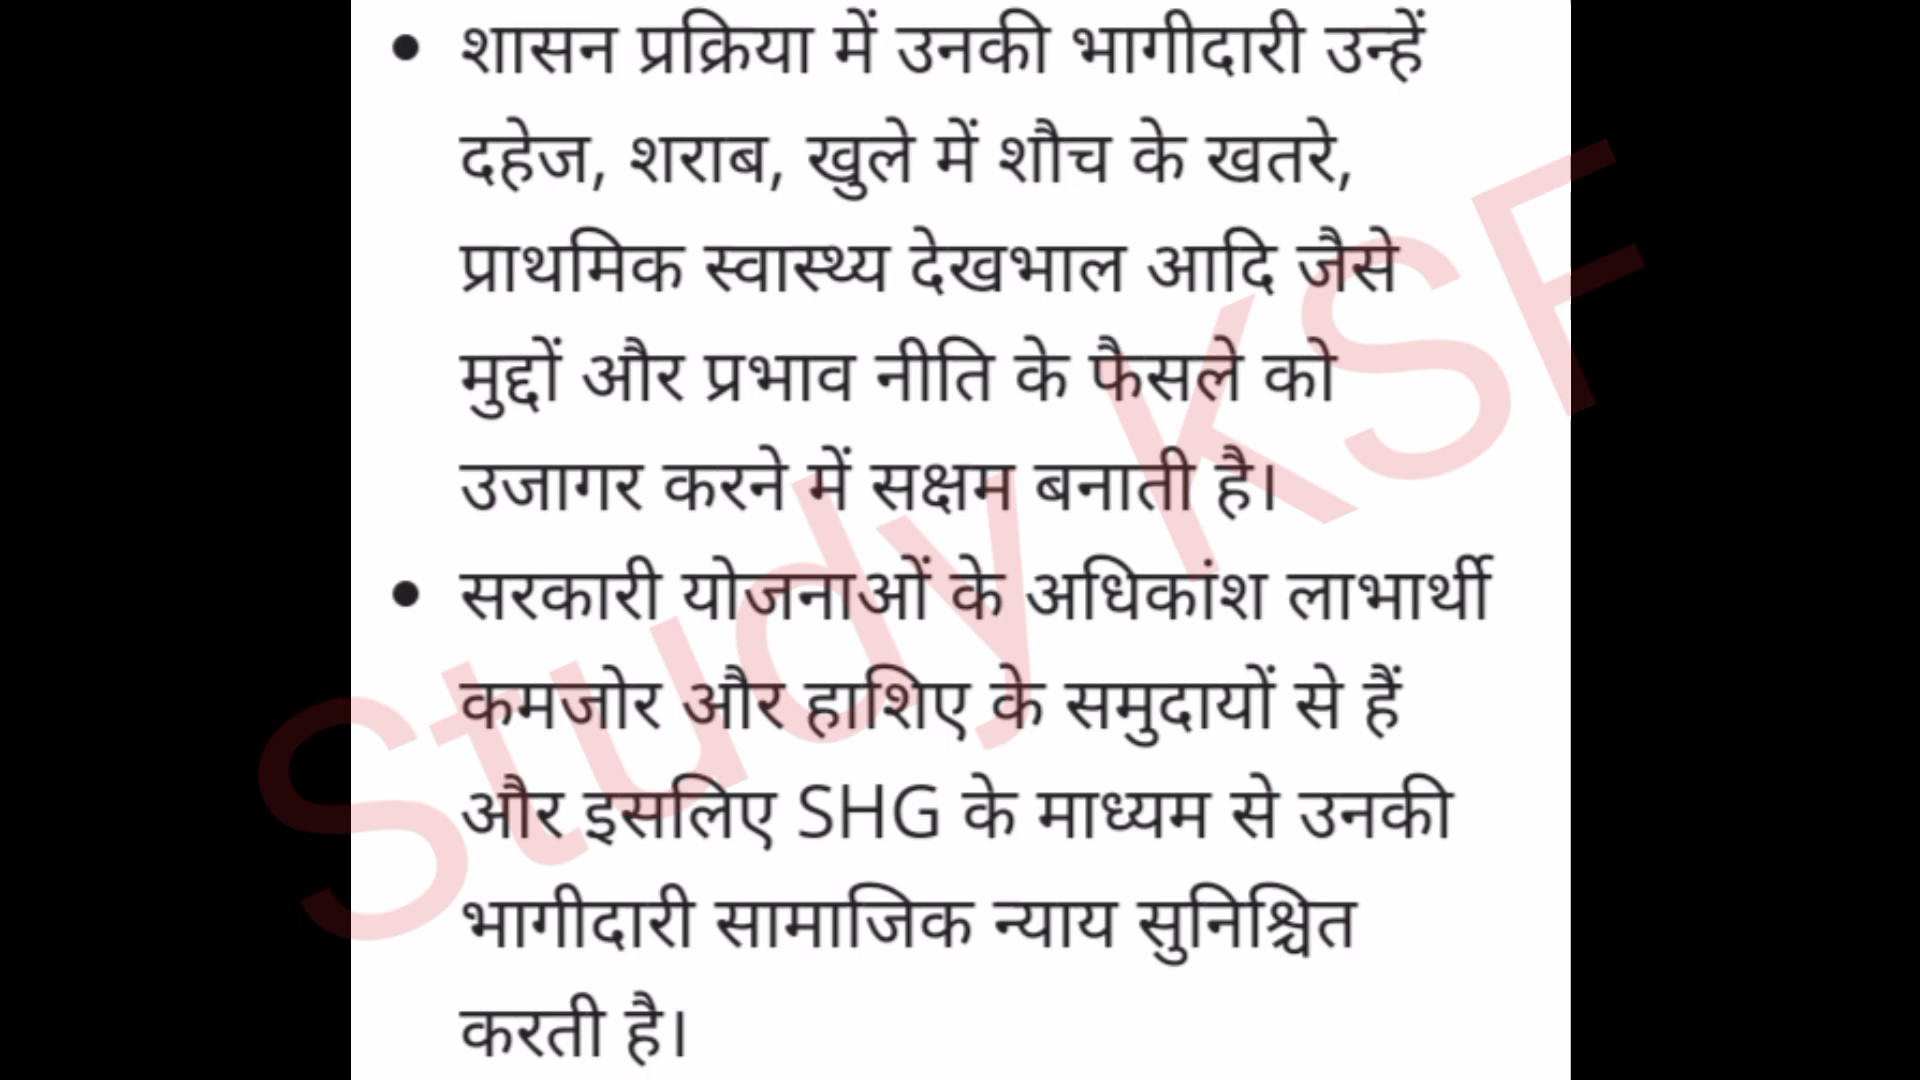 • शासन प्रक्रिया में उनकी भागीदारी उन्हें
दहेज, शराब, खुले में शौच के खतरे,
प्राथमिक स्वास्थ्य देखभाल आदि जैसे
मुद्दों और प्रभाव नीति के फैसले को
उजागर करने में सक्षम बनाती है।
• सरकारी योजनाओं के अधिकांश लाभार्थी
कमजोर और हाशिए के समुदायों से हैं
और इसलिए SHG के माध्यम से उनकी
भागीदारी सामाजिक न्याय सुनिश्चित
करती है।
Study KSF